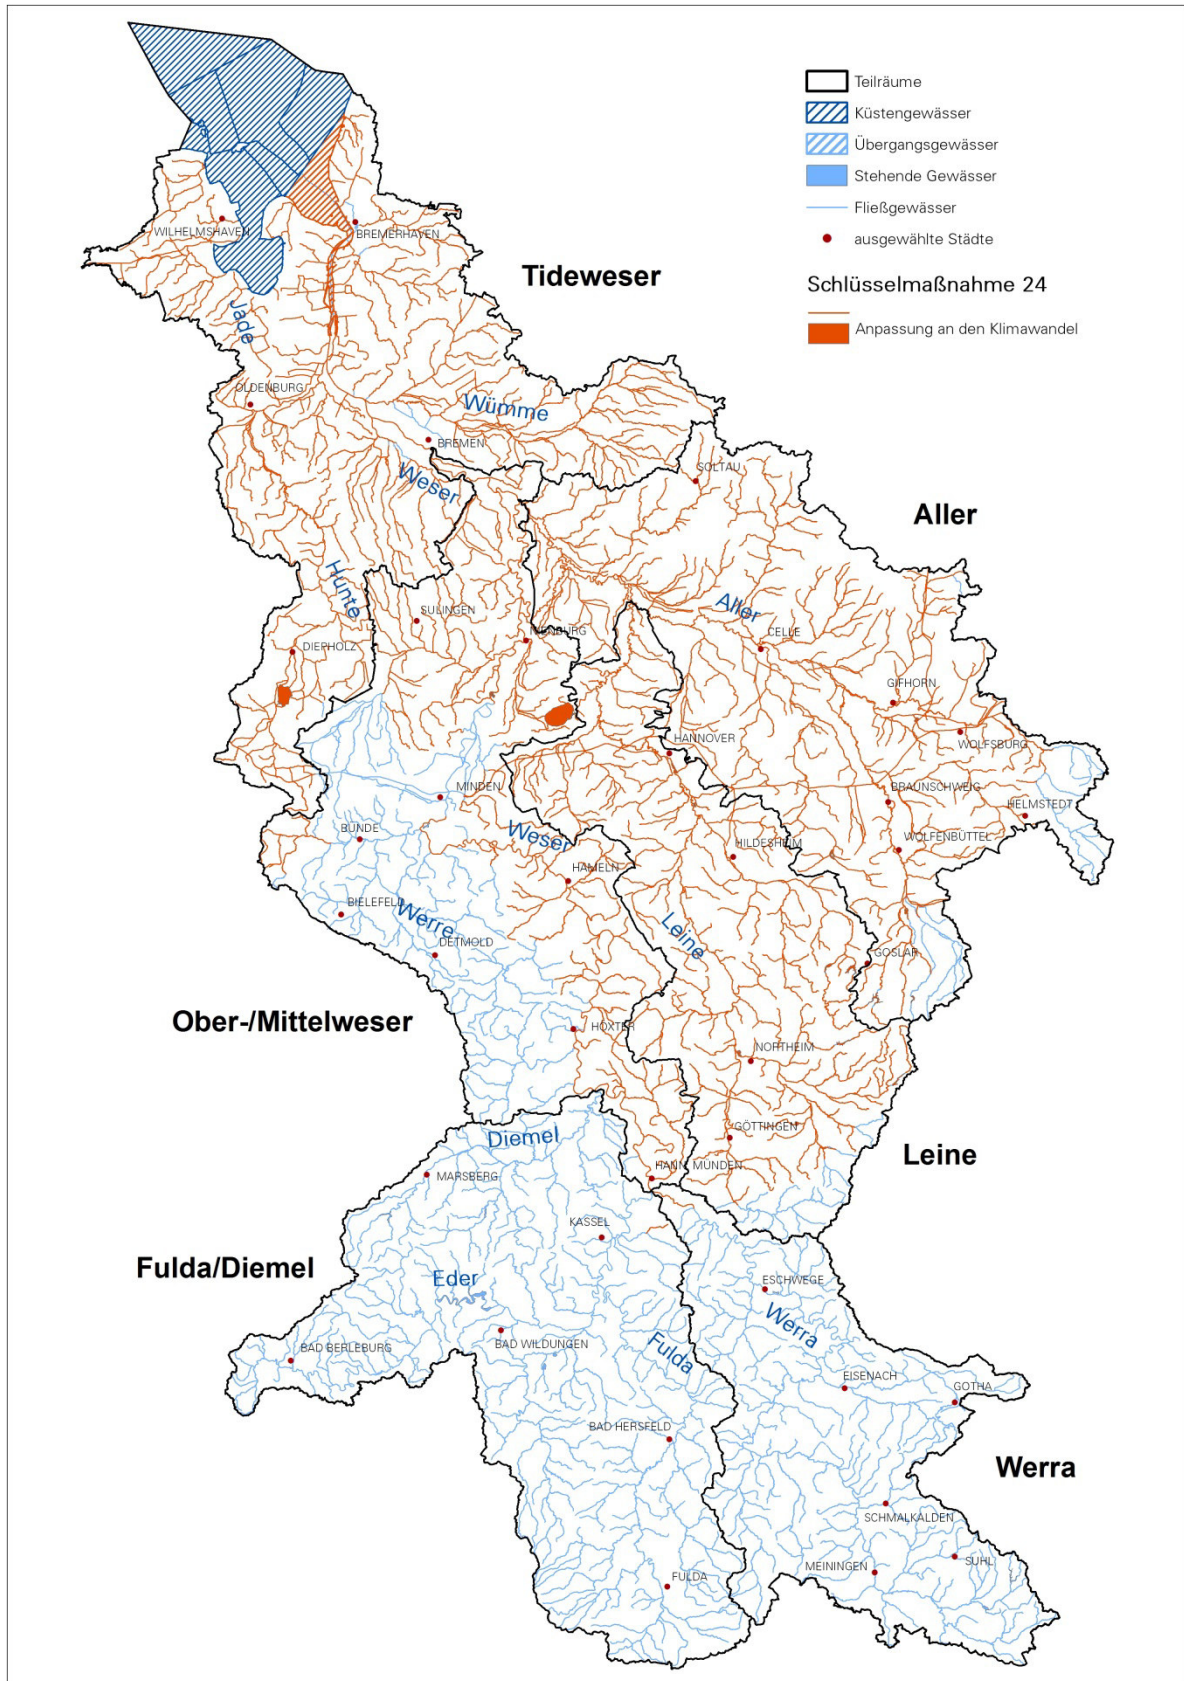 Teilräume
Küstengewässer
Übergangsgewässer
Stehende Gewässer
Fließgewässer
ausgewählte Städte
Schlüsselmaßnahme 24
Anpassung an den Klimawandel
WILHELMSHAVEN
BREMERHAVEN
Tideweser
Jade
OLDENBURG
Wümme
BREMEN
Weser
SOLTAU
Aller
Hunte
Aller
SULINGEN
NIENBURG
CELLE
DIEPHOLZ
GIFHORN
HANNOVER
WOLFSBURG
MINDEN
BRAUNSCHWEIG
HELMSTEDT
BÜNDE
Weser
HILDESHEIM
WOLFENBÜTTEL
HAMELN
BIELEFELD
Werre
Leine
DETMOLD
GOSLAR
Ober-/Mittelweser
HÖXTER
NORTHEIM
Diemel
GÖTTINGEN
Leine
MARSBERG
HANN. MÜNDEN
KASSEL
Fulda/Diemel
Eder
ESCHWEGE
Werra
BAD BERLEBURG
BAD WILDUNGEN
Fulda
EISENACH
GOTHA
BAD HERSFELD
Werra
SCHMALKALDEN
MEININGEN
SUHL
FULDA